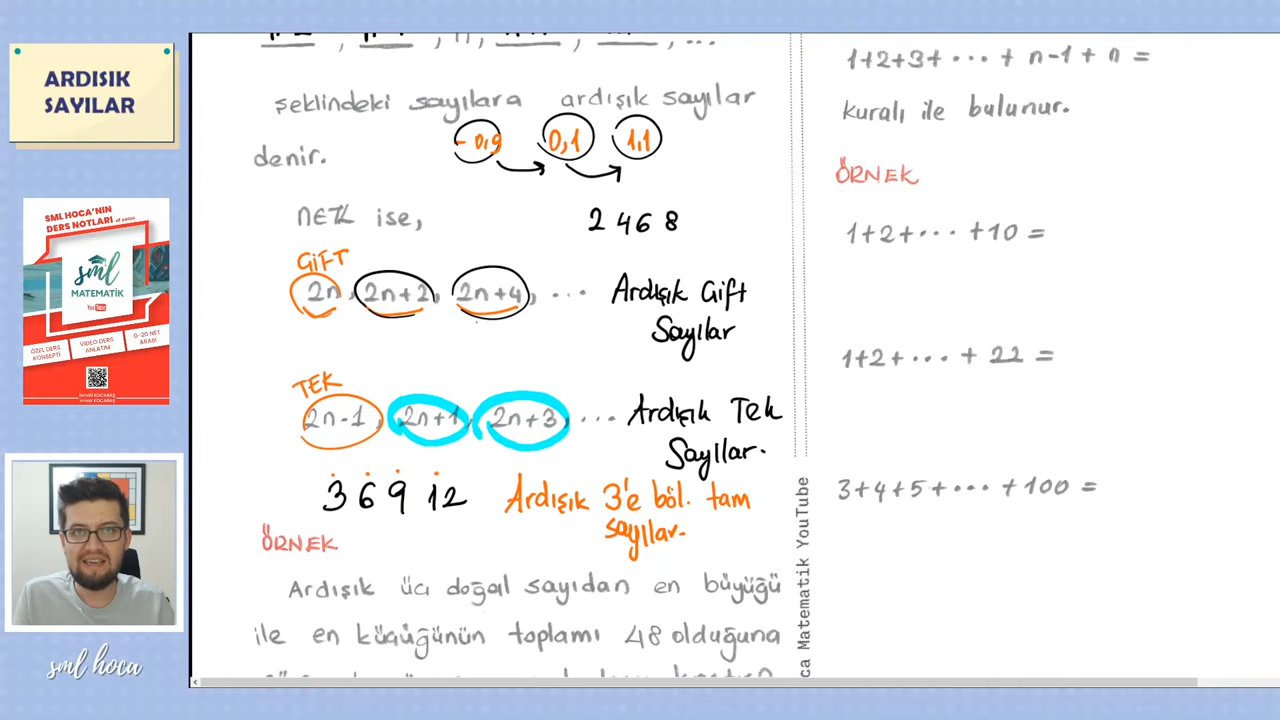 ARDISIK
SAYILAR
SML HOCA'NIN
DERS NOTLARI
sml
MATEMATİK
YouTube
ÖZEL DERS
KONSEPTİ
VİDEO DERS
ANLATIM
0-20 NET
ARASI
sml hoca
şeklindeki sayılara ardışık sayılar
denir.
-0,9 0,1 1,1
ise,
2 4 6 8
ÇİFT
2n, 2n+2, 2n+4, ... Ardışık Çift
Sayılar
TEK
2n-1, 2n+1, 2n+3, ... Ardışık Tek
Sayılar.
3 6 9 12 Ardışık 3'e böl. tam
sayılar.
ÖRNEK
Ardışık üç doğal sayıdan en büyüğü
ile en küçüğünün toplamı 48 olduğuna
ca Matematik YouTube
1+2+3+ ... + n-1 + n =
kuralı ile bulunur.
ÖRNEK
1+2+ ... +10 =
1+2+ ... + 22 =
3+4+5+ ... + 100 =